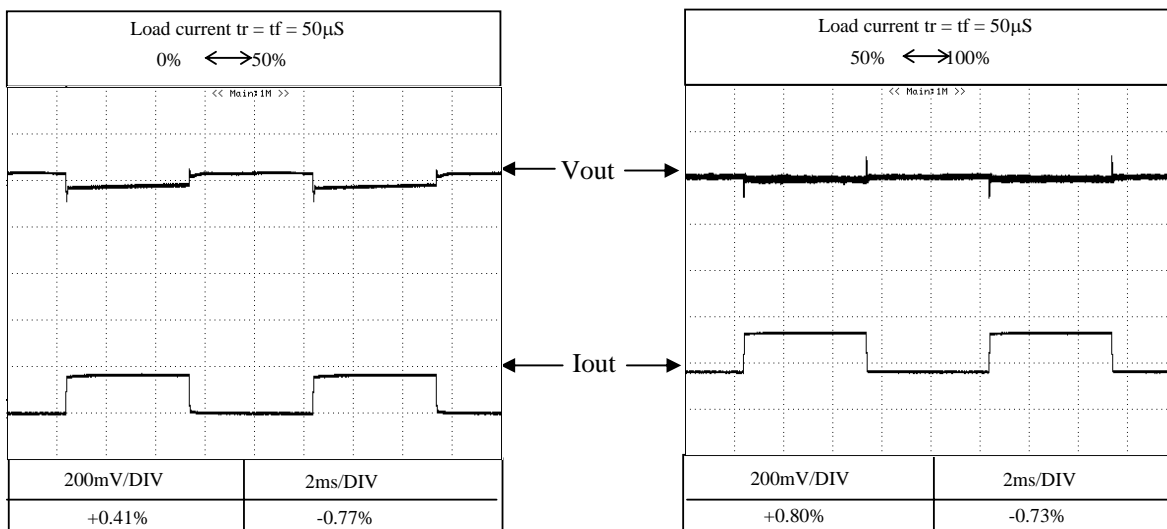 Load current tr = tf = 50µS
0% ⟷ 50%
<< Main:1M >>
200mV/DIV 2ms/DIV
+0.41% -0.77%
Vout
Iout
Load current tr = tf = 50µS
50% ⟷ 100%
<< Main:1M >>
200mV/DIV 2ms/DIV
+0.80% -0.73%